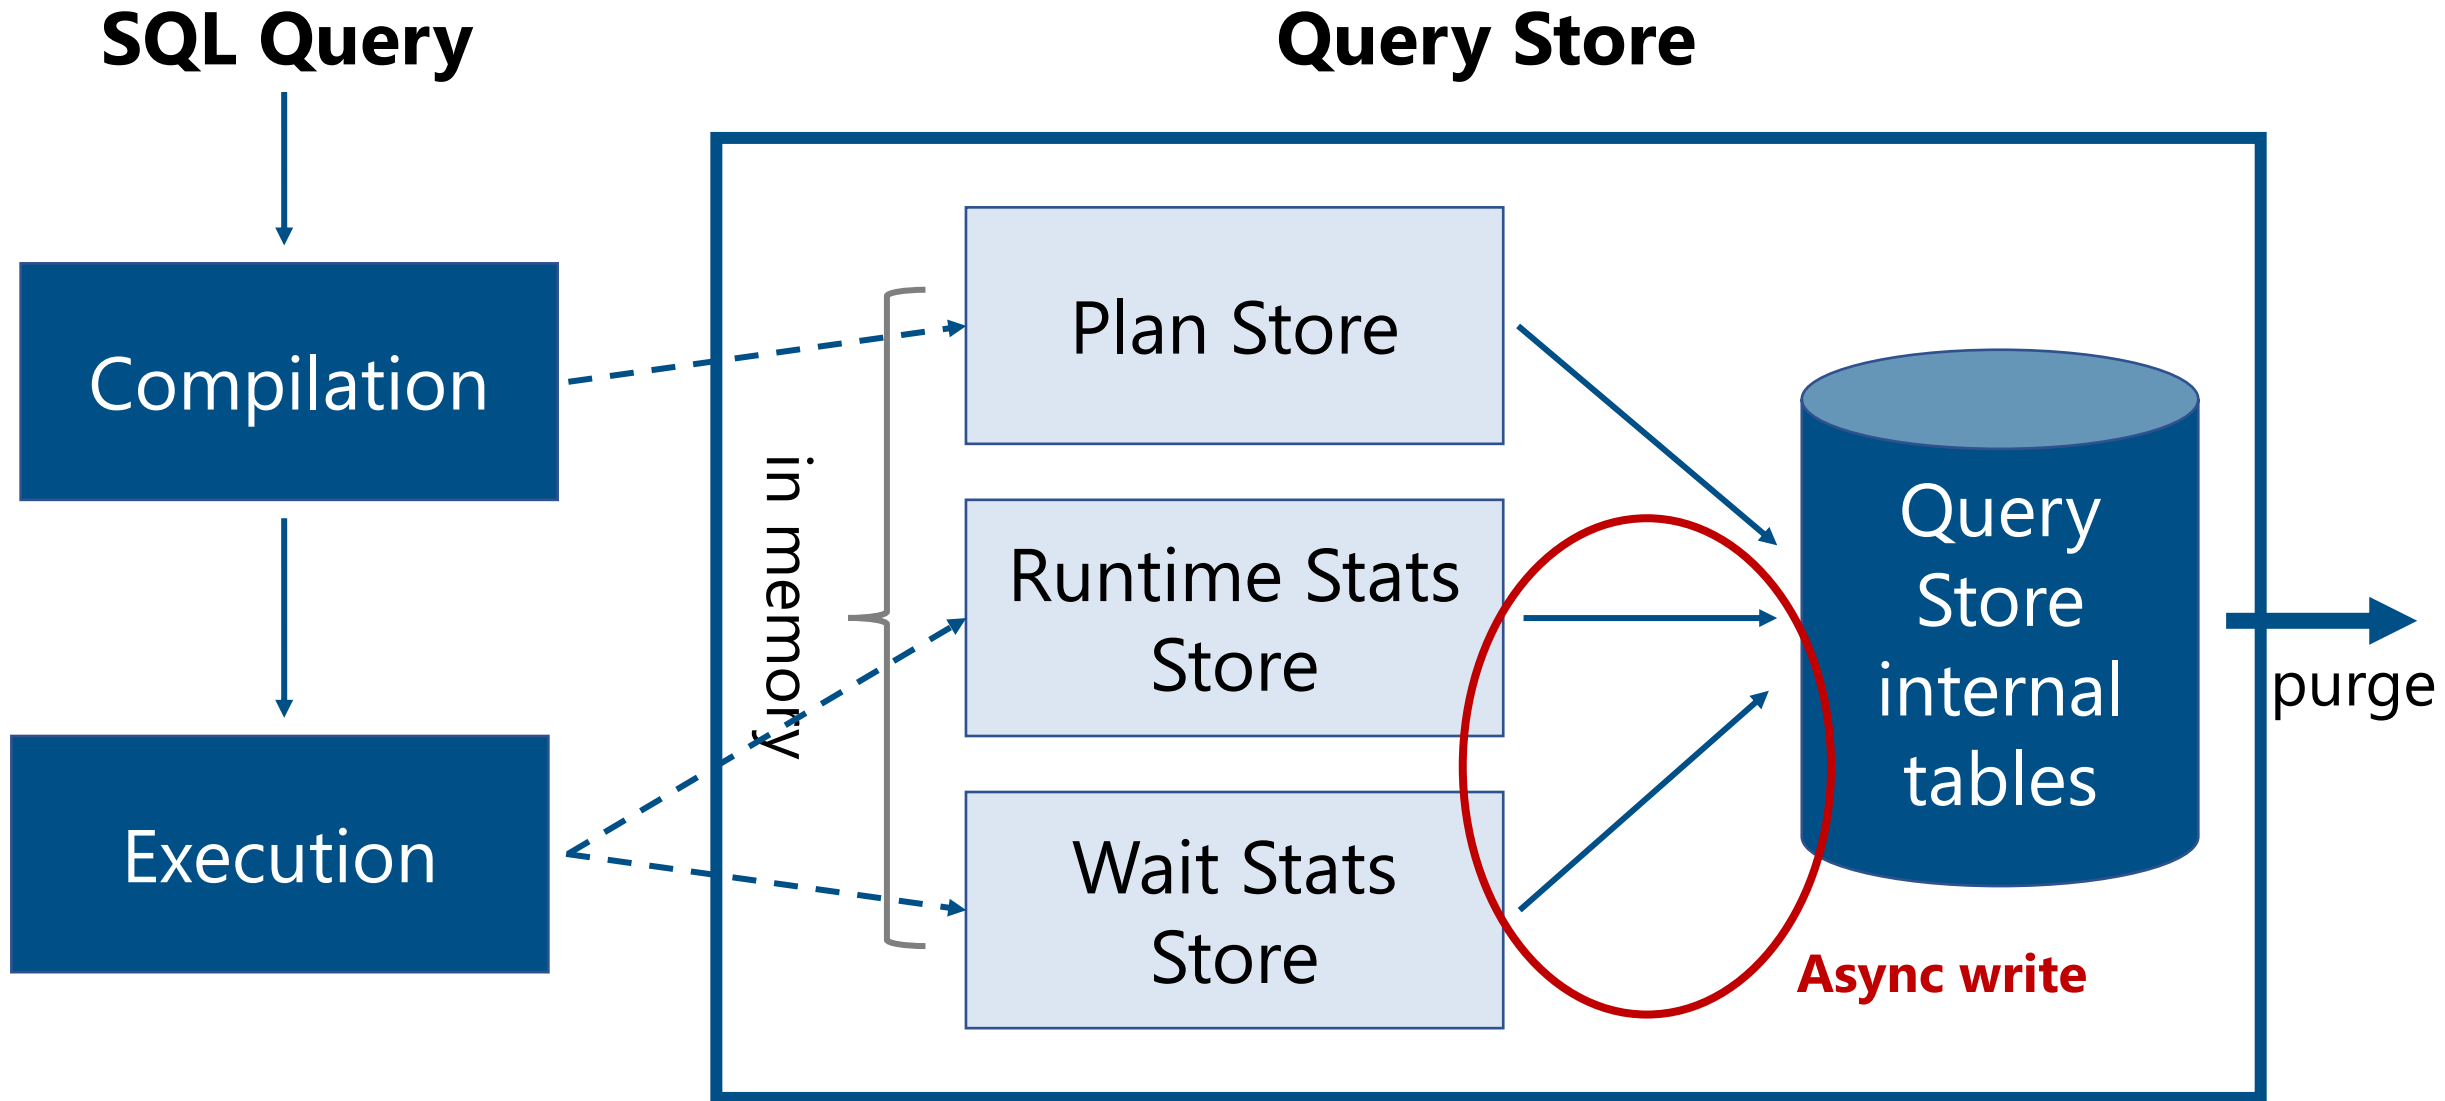 SQL Query
Query Store
Compilation
Execution
in memory
Plan Store
Runtime Stats
Store
Wait Stats
Store
Query
Store
internal
tables
Async write
purge